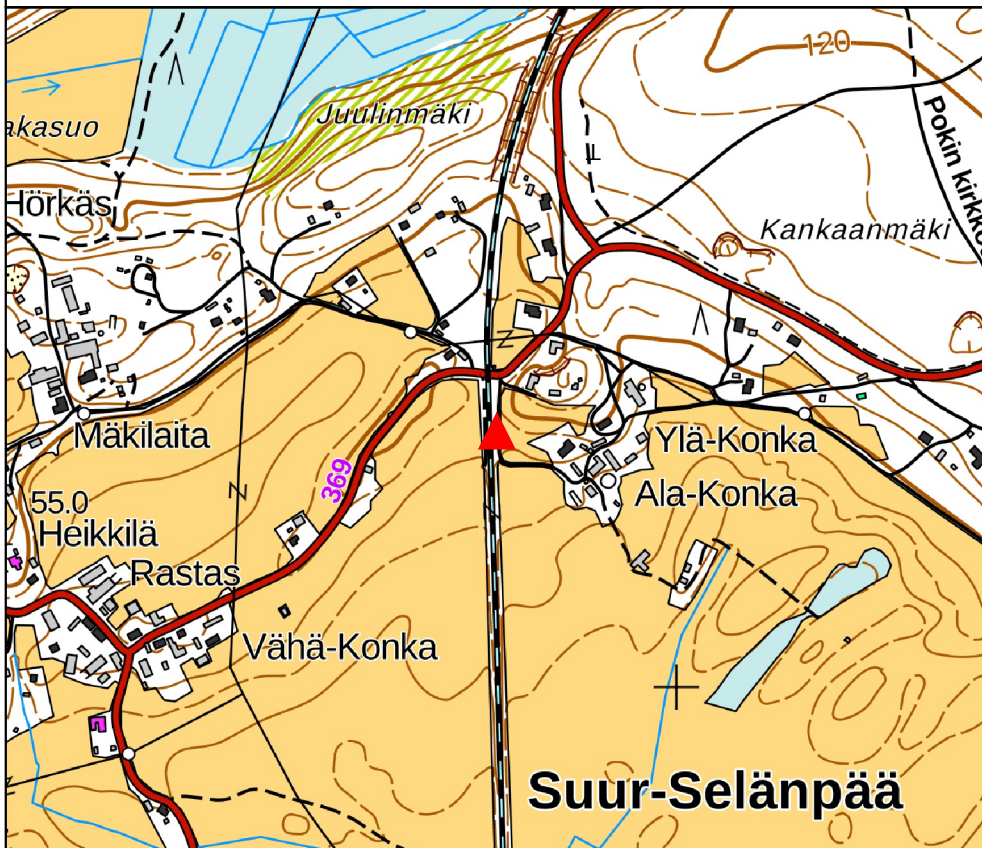 120
Juulinmäki
akasuo
Pokin kirkko
Hörkäs
Kankaanmäki
Mäkilaita
Ylä-Konka
369
Ala-Konka
55.0
Heikkilä
Rastas
Vähä-Konka
Suur-Selänpää